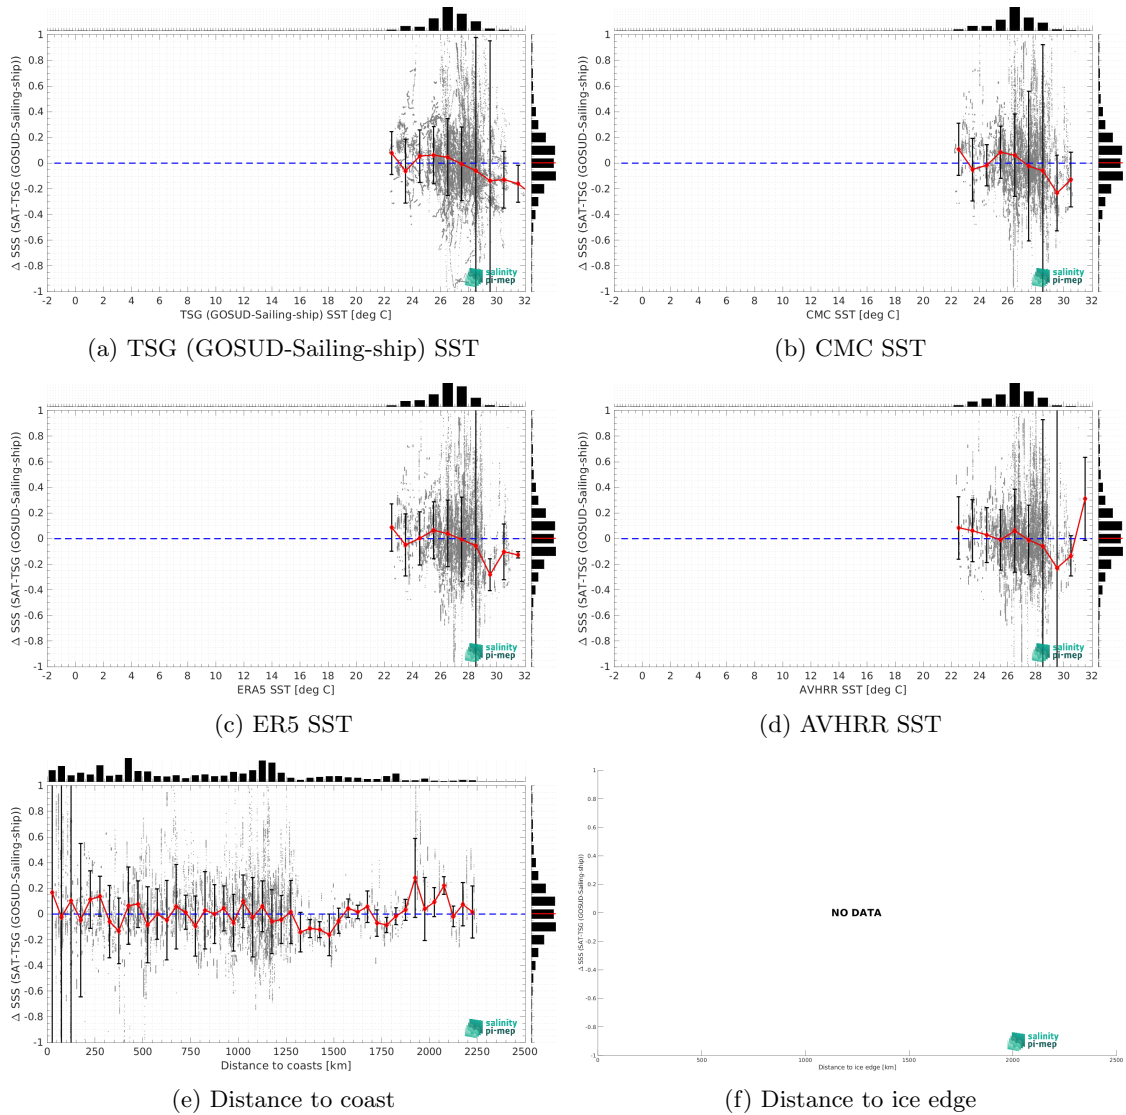 Δ SSS (SAT-TSG (GOSUD-Sailing-ship))
1
0.8
0.6
0.4
0.2
0
-0.2
-0.4
-0.6
-0.8
-1
-2 0 2 4 6 8 10 12 14 16 18 20 22 24 26 28 30 32
TSG (GOSUD-Sailing-ship) SST [deg C]
salinity
pi-mep
(a) TSG (GOSUD-Sailing-ship) SST
Δ SSS (SAT-TSG (GOSUD-Sailing-ship))
1
0.8
0.6
0.4
0.2
0
-0.2
-0.4
-0.6
-0.8
-1
-2 0 2 4 6 8 10 12 14 16 18 20 22 24 26 28 30 32
CMC SST [deg C]
salinity
pi-mep
(b) CMC SST
Δ SSS (SAT-TSG (GOSUD-Sailing-ship))
1
0.8
0.6
0.4
0.2
0
-0.2
-0.4
-0.6
-0.8
-1
-2 0 2 4 6 8 10 12 14 16 18 20 22 24 26 28 30 32
ERA5 SST [deg C]
salinity
pi-mep
(c) ER5 SST
Δ SSS (SAT-TSG (GOSUD-Sailing-ship))
1
0.8
0.6
0.4
0.2
0
-0.2
-0.4
-0.6
-0.8
-1
-2 0 2 4 6 8 10 12 14 16 18 20 22 24 26 28 30 32
AVHRR SST [deg C]
salinity
pi-mep
(d) AVHRR SST
Δ SSS (SAT-TSG (GOSUD-Sailing-ship))
1
0.8
0.6
0.4
0.2
0
-0.2
-0.4
-0.6
-0.8
-1
0 250 500 750 1000 1250 1500 1750 2000 2250 2500
Distance to coasts [km]
salinity
pi-mep
(e) Distance to coast
Δ SSS (SAT-TSG (GOSUD-Sailing-ship))
1
0.8
0.6
0.4
0.2
0
-0.2
-0.4
-0.6
-0.8
-1
NO DATA
0 500 1000 1500 2000 2500
Distance to ice edge [km]
salinity
pi-mep
(f) Distance to ice edge